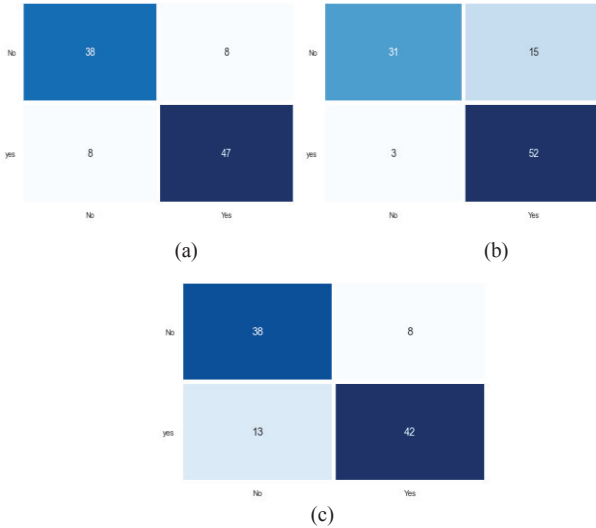 No 38 8
yes 8 47
No Yes
(a)
No 31 15
yes 3 52
No Yes
(b)
No 38 8
yes 13 42
No Yes
(c)